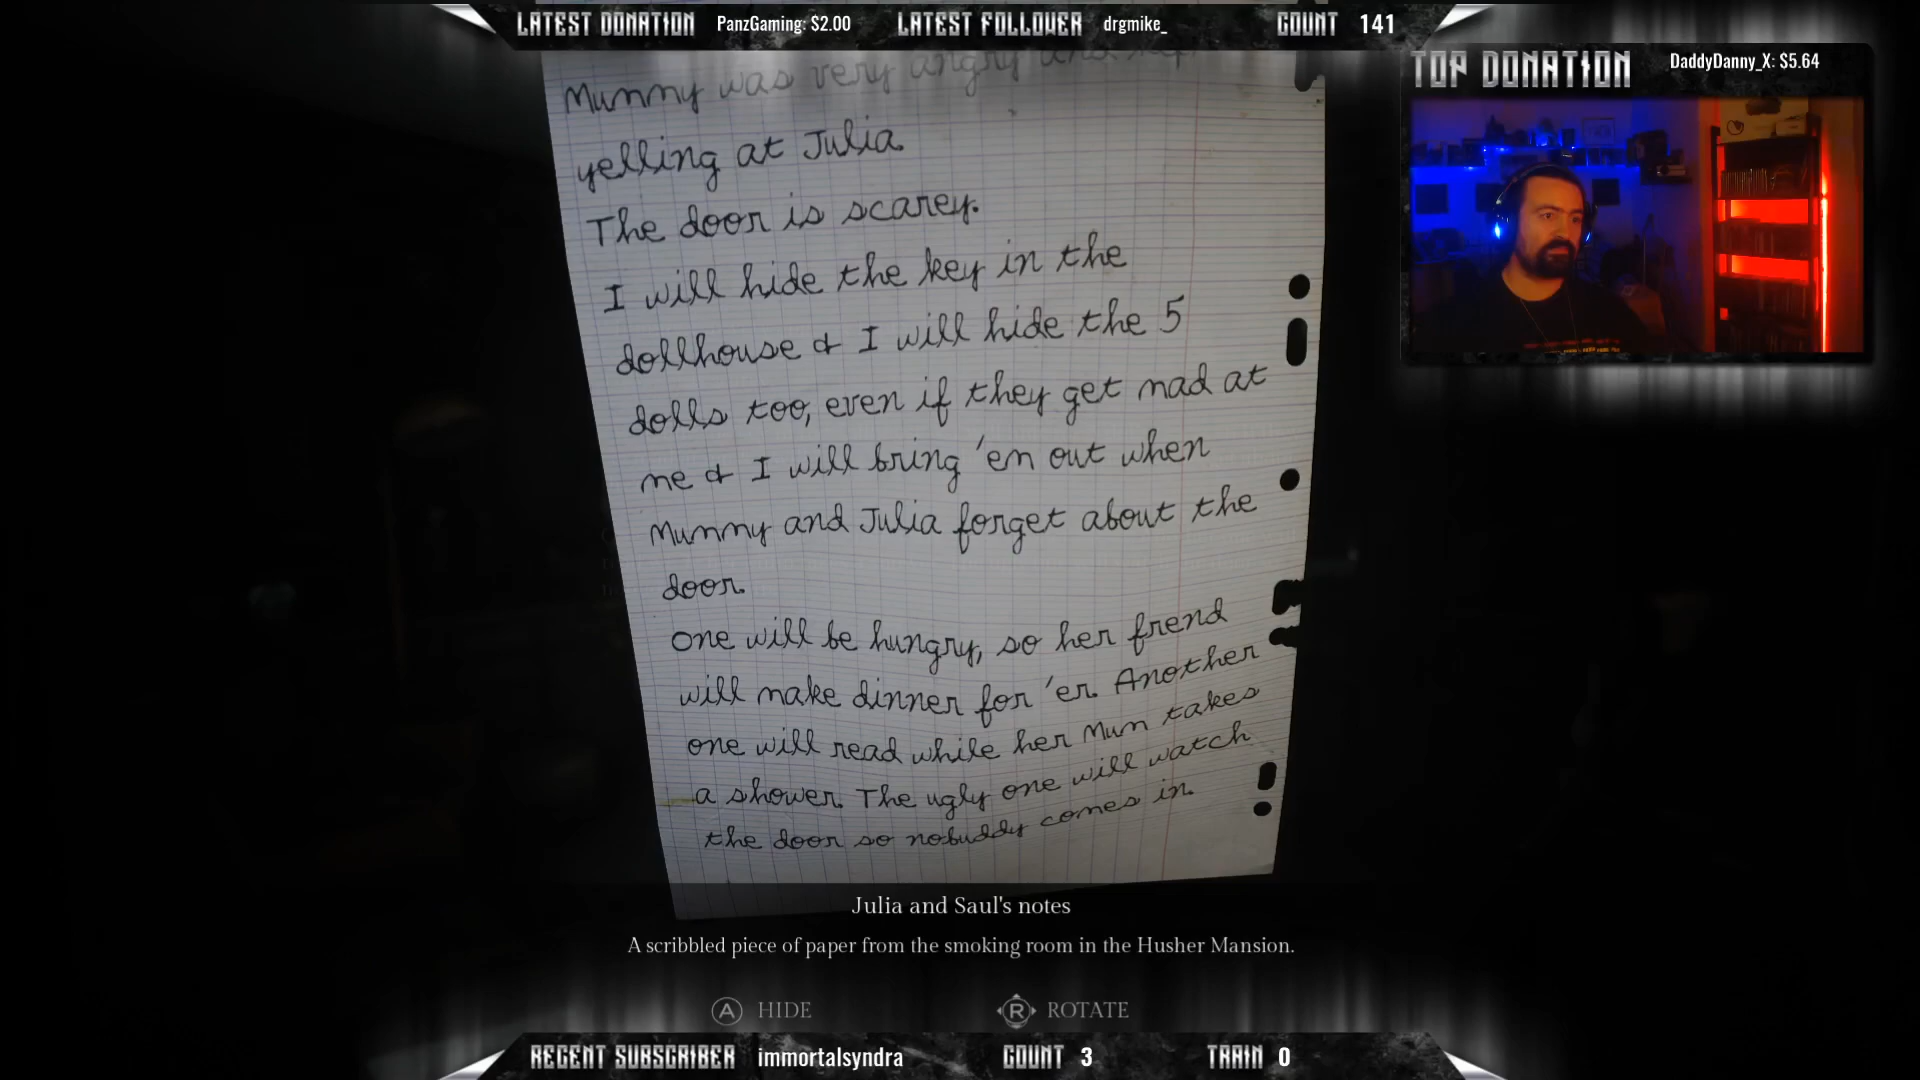 LATEST DONATION PanzGaming: $2.00 LATEST FOLLOWER drgmike_ COUNT 141
TOP DONATION DaddyDanny_X: $5.64
Mummy was very angry and
yelling at Julia.
The door is scarey.
I will hide the key in the
dollhouse & I will hide the 5
dolls too, even if they get mad at
me & I will bring 'em out when
Mummy and Julia forget about the
door.
One will be hungry, so her frend
will make dinner for 'er. Another
one will read while her Mum takes
a shower. The ugly one will watch
the door so nobuddy comes in.
Julia and Saul's notes
A scribbled piece of paper from the smoking room in the Husher Mansion.
A HIDE R ROTATE
RECENT SUBSCRIBER immortalsyndra COUNT 3 TRAIN 0